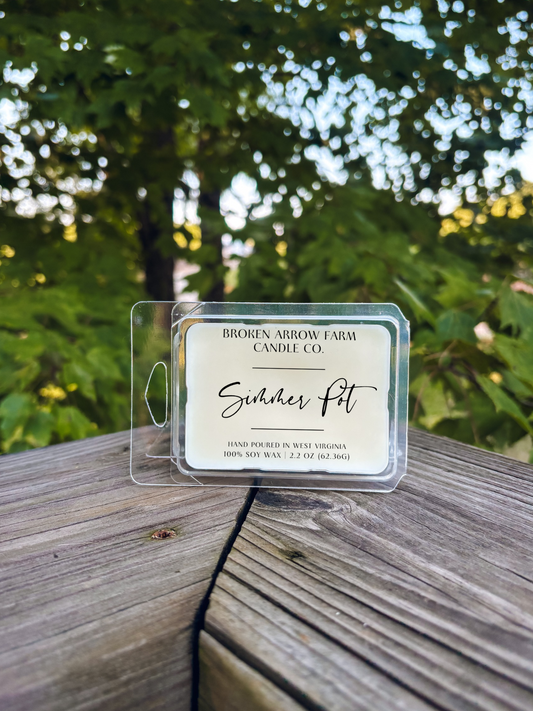 BROKEN ARROW FARM
CANDLE CO.
Simmer Pot
HAND POURED IN WEST VIRGINIA
100% SOY WAX | 2.2 OZ (62.36G)